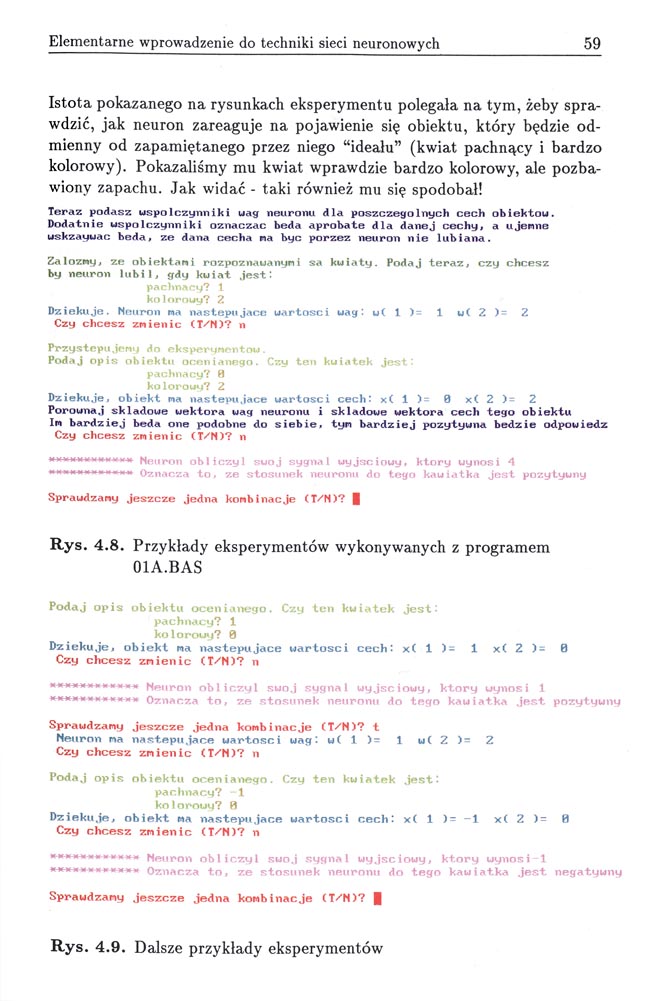 Elementarne wprowadzenie do techniki sieci neuronowych 59
Istota pokazanego na rysunkach eksperymentu polegała na tym, żeby spra-
wdzić, jak neuron zareaguje na pojawienie się obiektu, który będzie od-
mienny od zapamiętanego przez niego “ideału” (kwiat pachnący i bardzo
kolorowy). Pokazaliśmy mu kwiat wprawdzie bardzo kolorowy, ale pozba-
wiony zapachu. Jak widać - taki również mu się spodobał!
Teraz podasz wspolczynniki wag neuronu dla poszczegolnych cech obiektow.
Dodatnie wspolczynniki oznaczac beda aprobate dla danej cechy, a ujemne
wskzaywac beda, ze dana cecha ma byc porzez neuron nie lubiana.
Zalozmy, ze obiektami rozpoznawanymi sa kwiaty. Podaj teraz, czy chcesz
by neuron lubil, gdy kwiat jest:
pachnacy? 1
kolorowy? 2
Dziekuje. Neuron ma nastepujace wartosci wag: w( 1 )= 1 w( 2 )= 2
Czy chcesz zmienic (T/N)? n
Przystepujemy do eksperymentow.
Podaj opis obiektu ocenianego. Czy ten kwiatek jest:
pachnacy? 0
kolorowy? 2
Dziekuje, obiekt ma nastepujace wartosci cech: x( 1 )= 0 x( 2 )= 2
Porownaj skladowe wektora wag neuronu i skladowe wektora cech tego obiektu
Im bardziej beda one podobne do siebie, tym bardziej pozytywna bedzie odpowiedz
Czy chcesz zmienic (T/N)? n
************ Neuron obliczyl swoj sygnal wyjsciowy, ktory wynosi 4
************ Oznacza to, ze stosunek neuronu do tego kawiatka jest pozytywny
Sprawdzamy jeszcze jedna kombinacje (T/N)?
Rys. 4.8. Przykłady eksperymentów wykonywanych z programem
01A.BAS
Podaj opis obiektu ocenianego. Czy ten kwiatek jest:
pachnacy? 1
kolorowy? 0
Dziekuje, obiekt ma nastepujace wartosci cech: x( 1 )= 1 x( 2 )= 0
Czy chcesz zmienic (T/N)? n
************ Neuron obliczyl swoj sygnal wyjsciowy, ktory wynosi 1
************ Oznacza to, ze stosunek neuronu do tego kawiatka jest pozytywny
Sprawdzamy jeszcze jedna kombinacje (T/N)? t
Neuron ma nastepujace wartosci wag: w( 1 )= 1 w( 2 )= 2
Czy chcesz zmienic (T/N)? n
Podaj opis obiektu ocenianego. Czy ten kwiatek jest:
pachnacy? -1
kolorowy? 0
Dziekuje, obiekt ma nastepujace wartosci cech: x( 1 )= -1 x( 2 )= 0
Czy chcesz zmienic (T/N)? n
************ Neuron obliczyl swoj sygnal wyjsciowy, ktory wynosi-1
************ Oznacza to, ze stosunek neuronu do tego kawiatka jest negatywny
Sprawdzamy jeszcze jedna kombinacje (T/N)?
Rys. 4.9. Dalsze przykłady eksperymentów